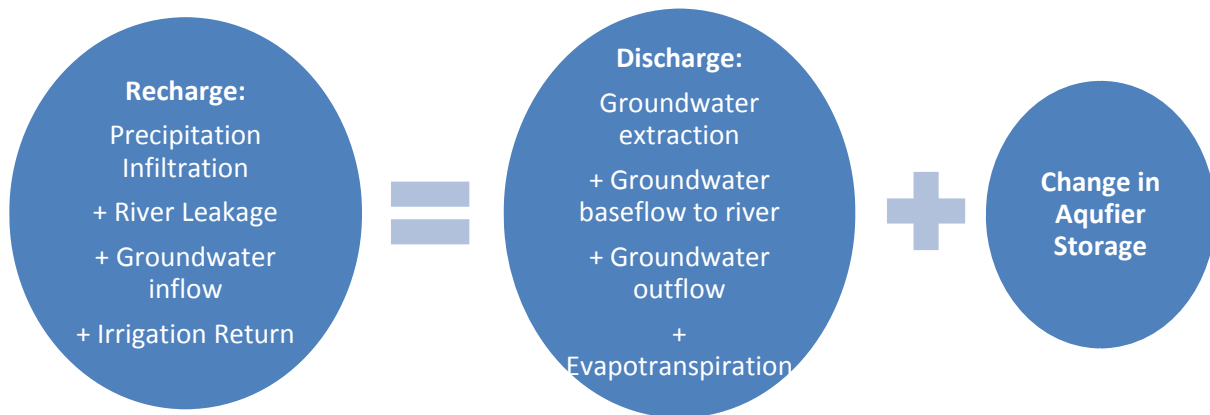 Recharge:
Precipitation
Infiltration
+ River Leakage
+ Groundwater
inflow
+ Irrigation Return
Discharge:
Groundwater
extraction
+ Groundwater
baseflow to river
+ Groundwater
outflow
+
Evapotranspiration
Change in
Aqufier
Storage